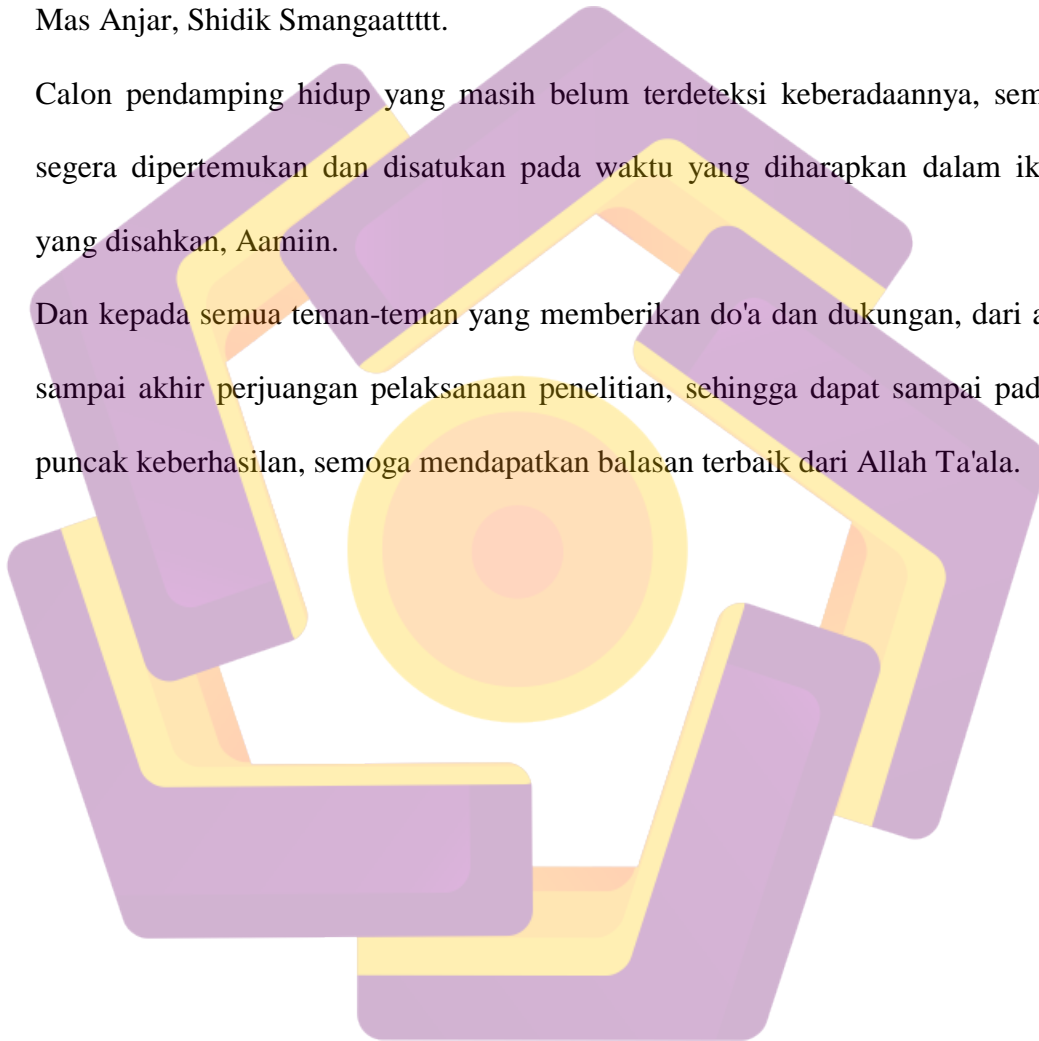 Mas Anjar, Shidik Smangaattttt.
Calon pendamping hidup yang masih belum terdeteksi keberadaannya, sem
segera dipertemukan dan disatukan pada waktu yang diharapkan dalam ik
yang disahkan, Aamiin.
Dan kepada semua teman-teman yang memberikan do'a dan dukungan, dari a
sampai akhir perjuangan pelaksanaan penelitian, sehingga dapat sampai pad
puncak keberhasilan, semoga mendapatkan balasan terbaik dari Allah Ta'ala.